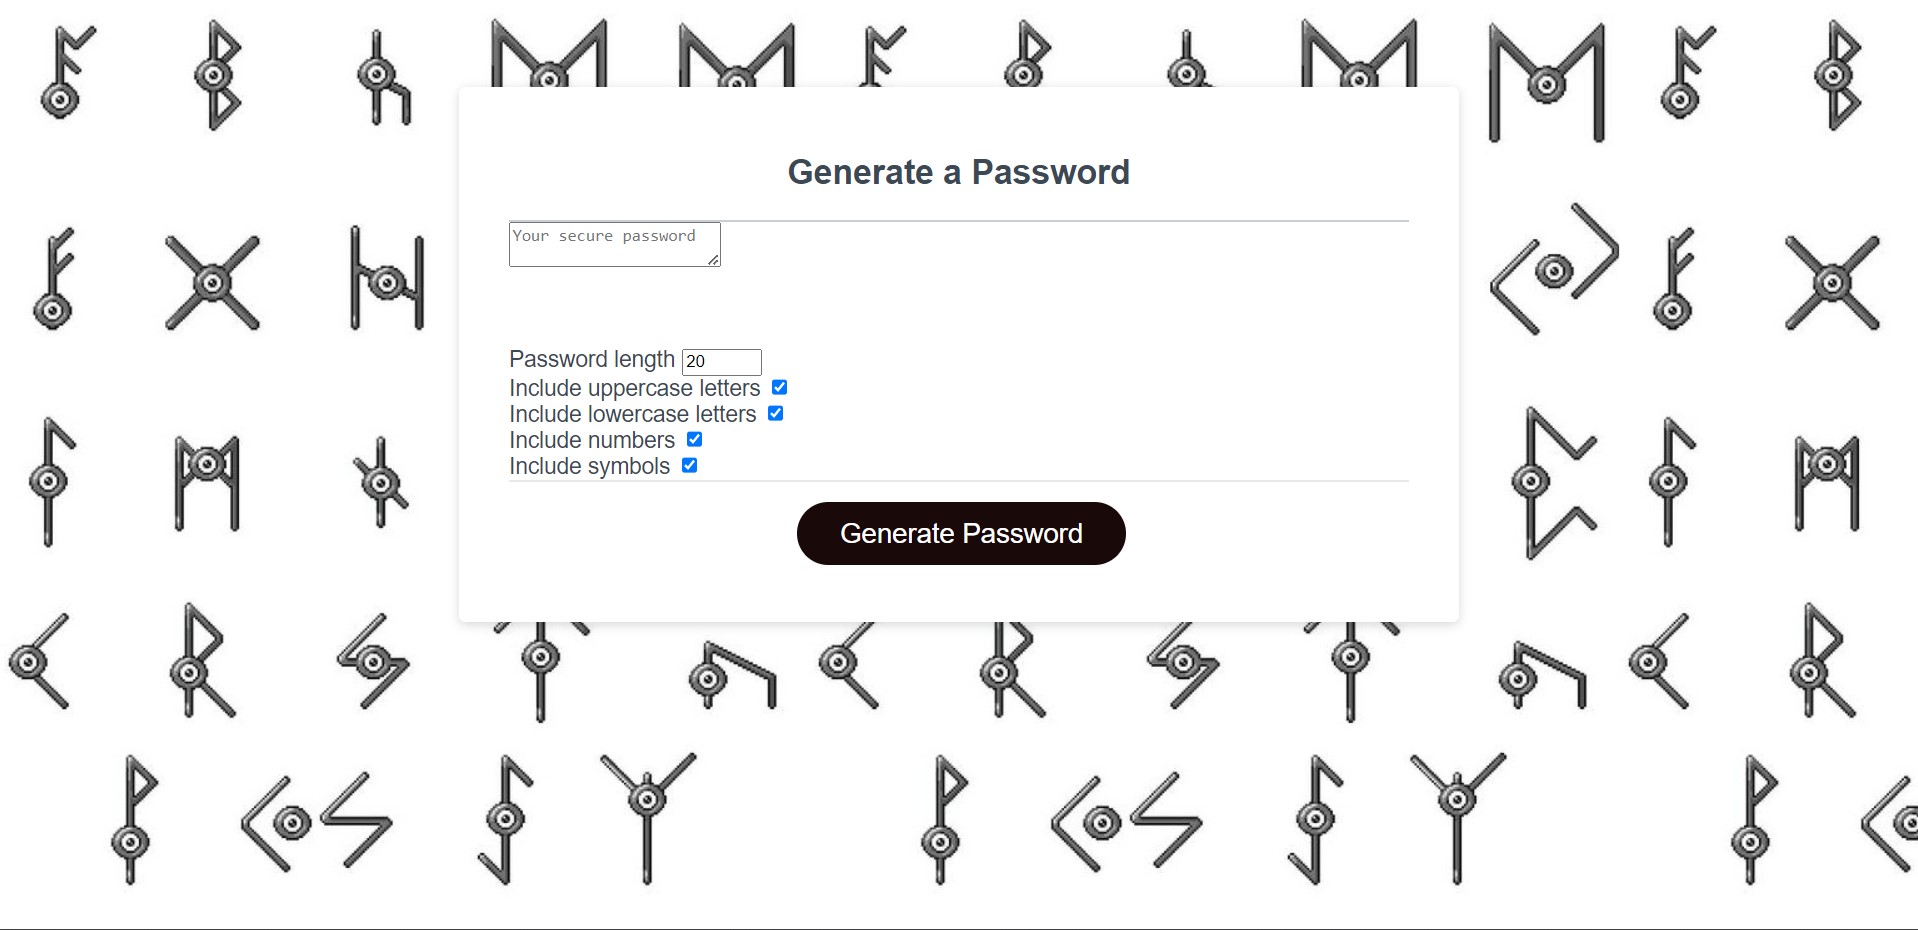 Generate a Password
Your secure password
Password length 20
Include uppercase letters
Include lowercase letters
Include numbers
Include symbols
Generate Password